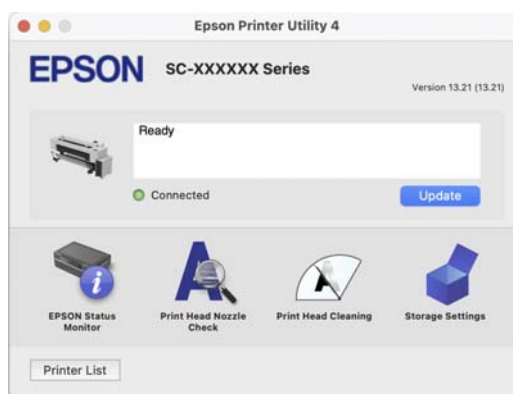 Epson Printer Utility 4
EPSON SC-XXXXXX Series
Version 13.21 (13.21)
Ready
Connected Update
EPSON Status Monitor
Print Head Nozzle Check
Print Head Cleaning
Storage Settings
Printer List